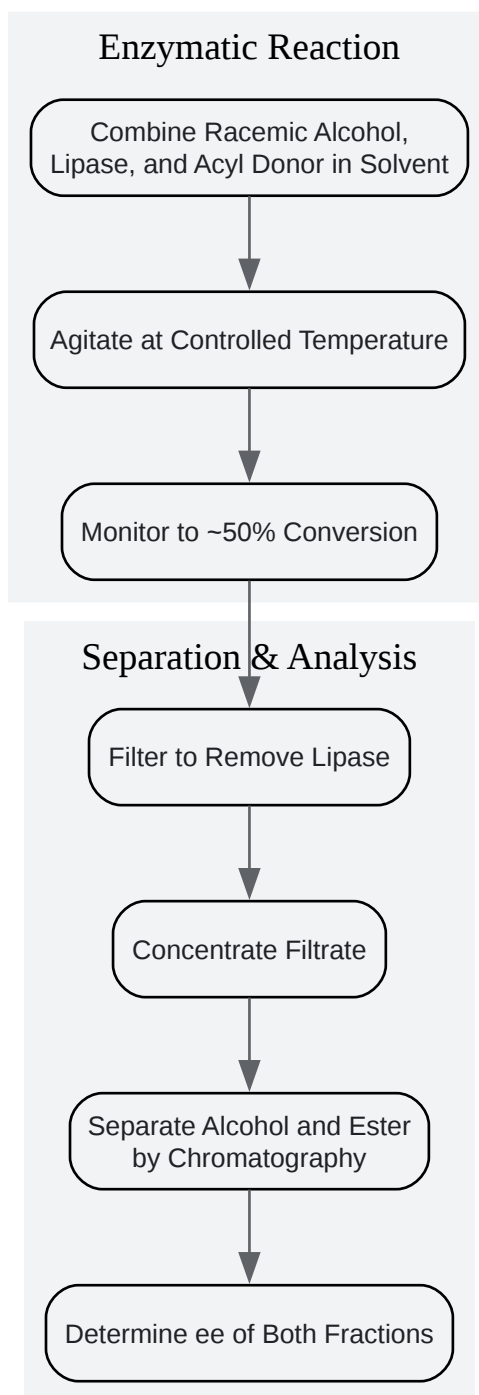 Enzymatic Reaction
Combine Racemic Alcohol,
Lipase, and Acyl Donor in Solvent
Agitate at Controlled Temperature
Monitor to ~50% Conversion
Separation & Analysis
Filter to Remove Lipase
Concentrate Filtrate
Separate Alcohol and Ester
by Chromatography
Determine ee of Both Fractions